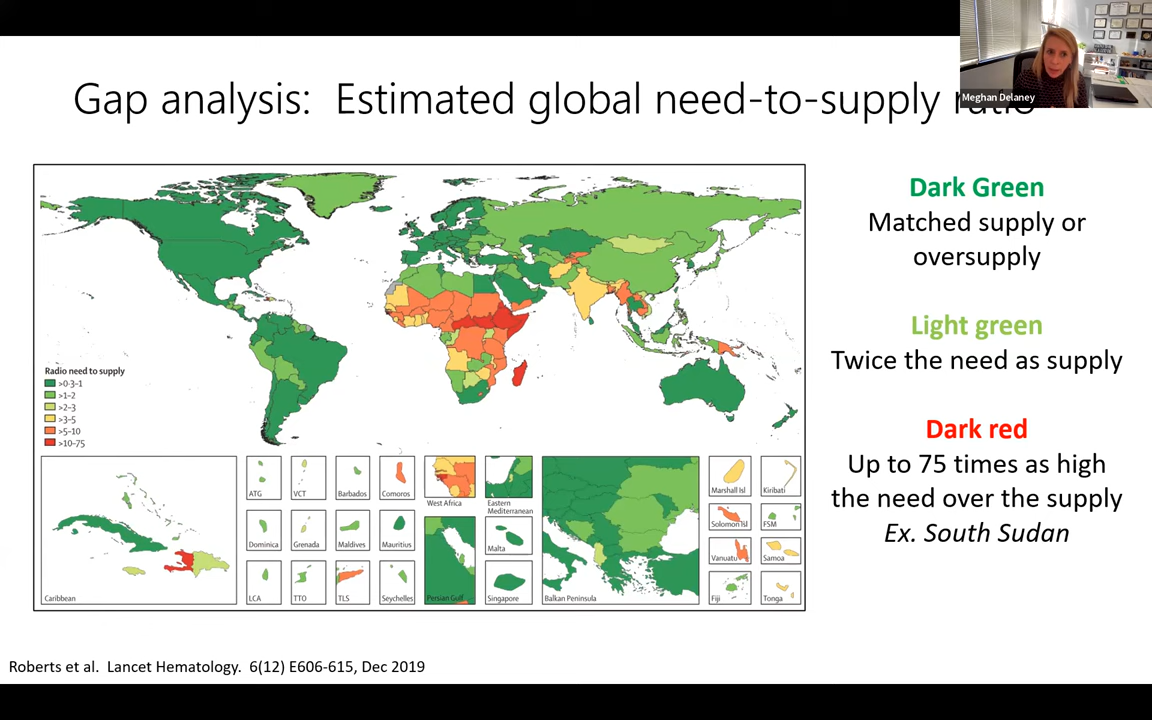 Gap analysis:  Estimated global need-to-supply
Meghan Delaney
Dark Green
Matched supply or
oversupply
Light green
Twice the need as supply
Dark red
Up to 75 times as high
the need over the supply
Ex. South Sudan
Radio need to supply
>0·3–1
>1–2
>2–3
>3–5
>5–10
>10–75
Caribbean
ATG
VCT
Barbados
Comoros
West Africa
Eastern
Mediterranean
Marshall Isl
Kiribati
Dominica
Grenada
Maldives
Mauritius
Malta
Solomon Isl
FSM
Vanuatu
Samoa
LCA
TTO
TLS
Seychelles
Persian Gulf
Singapore
Balkan Peninsula
Fiji
Tonga
Roberts et al.  Lancet Hematology.  6(12) E606-615, Dec 2019